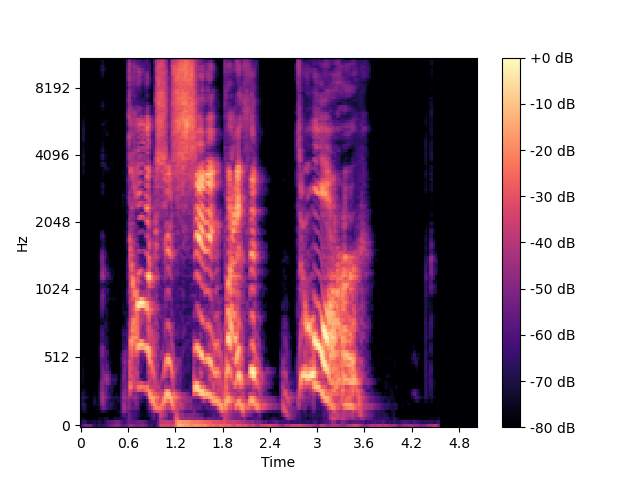 8192
4096
2048
1024
512
0
Hz
0 0.6 1.2 1.8 2.4 3 3.6 4.2 4.8
Time
+0 dB
-10 dB
-20 dB
-30 dB
-40 dB
-50 dB
-60 dB
-70 dB
-80 dB